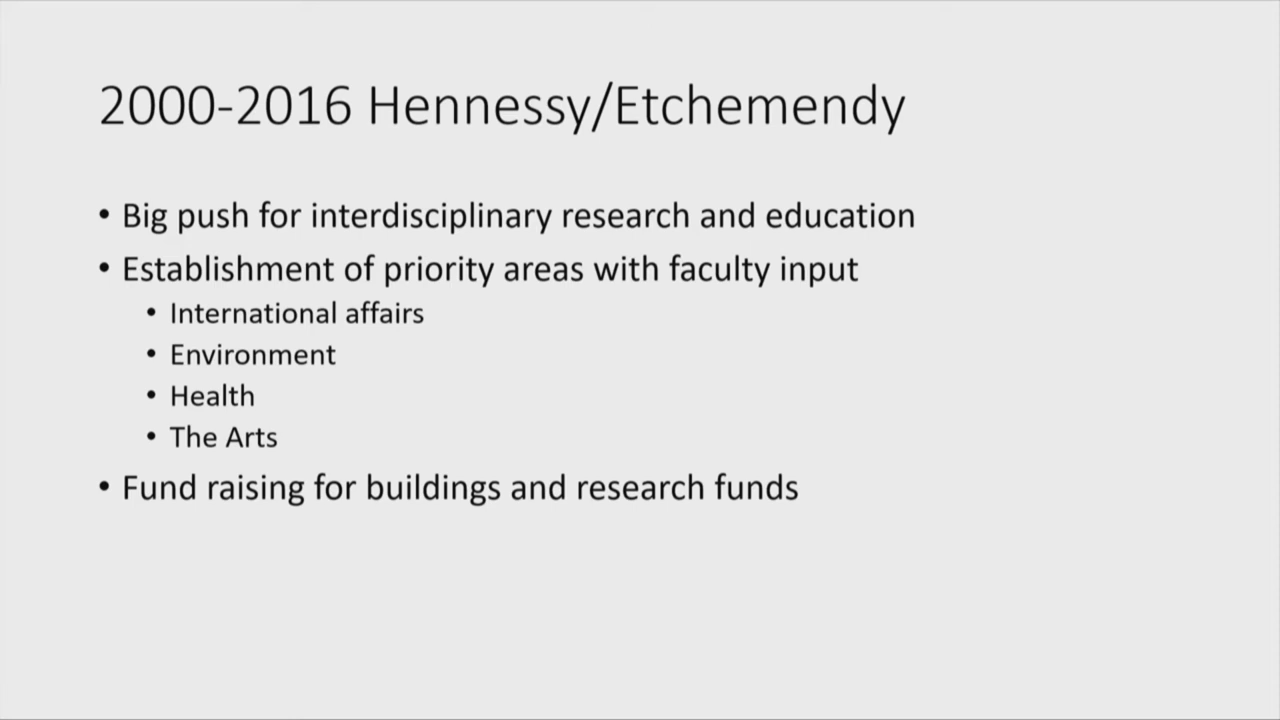 2000-2016 Hennessy/Etchemendy
• Big push for interdisciplinary research and education
• Establishment of priority areas with faculty input
• International affairs
• Environment
• Health
• The Arts
• Fund raising for buildings and research funds